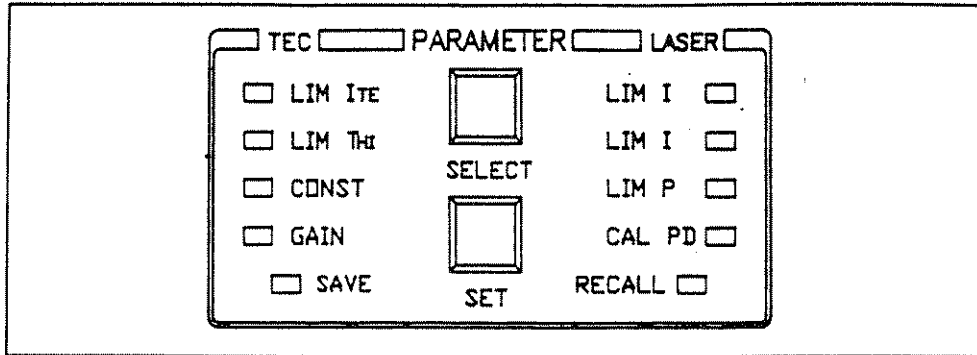 TEC PARAMETER LASER
LIM ITE LIM I
LIM THI LIM I
SELECT
CONST LIM P
GAIN CAL PD
SAVE RECALL
SET